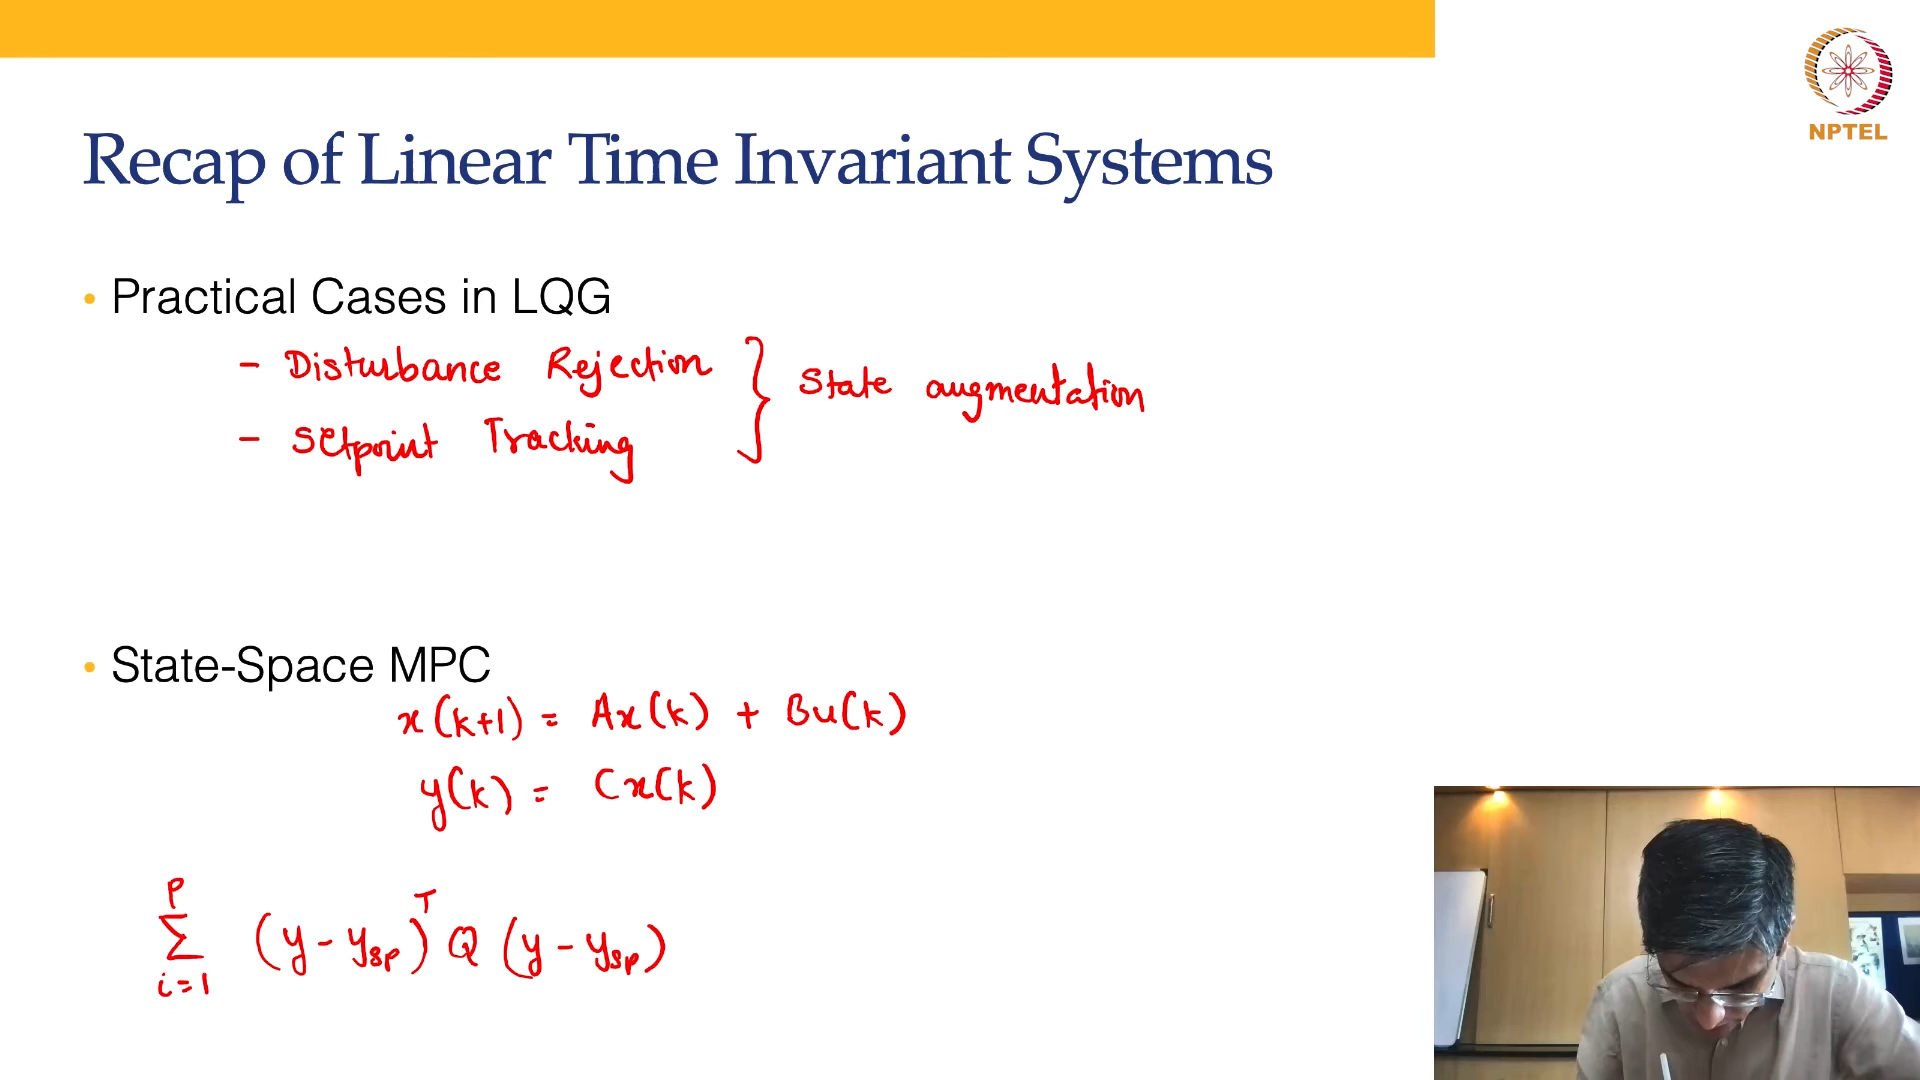 NPTEL
Recap of Linear Time Invariant Systems
• Practical Cases in LQG
- Disturbance Rejection } State augmentation
- Setpoint Tracking
• State-Space MPC
x(k+1) = Ax(k) + Bu(k)
y(k) = Cx(k)
P
∑ (y - ysp)ᵀ Q (y - ysp)
i=1